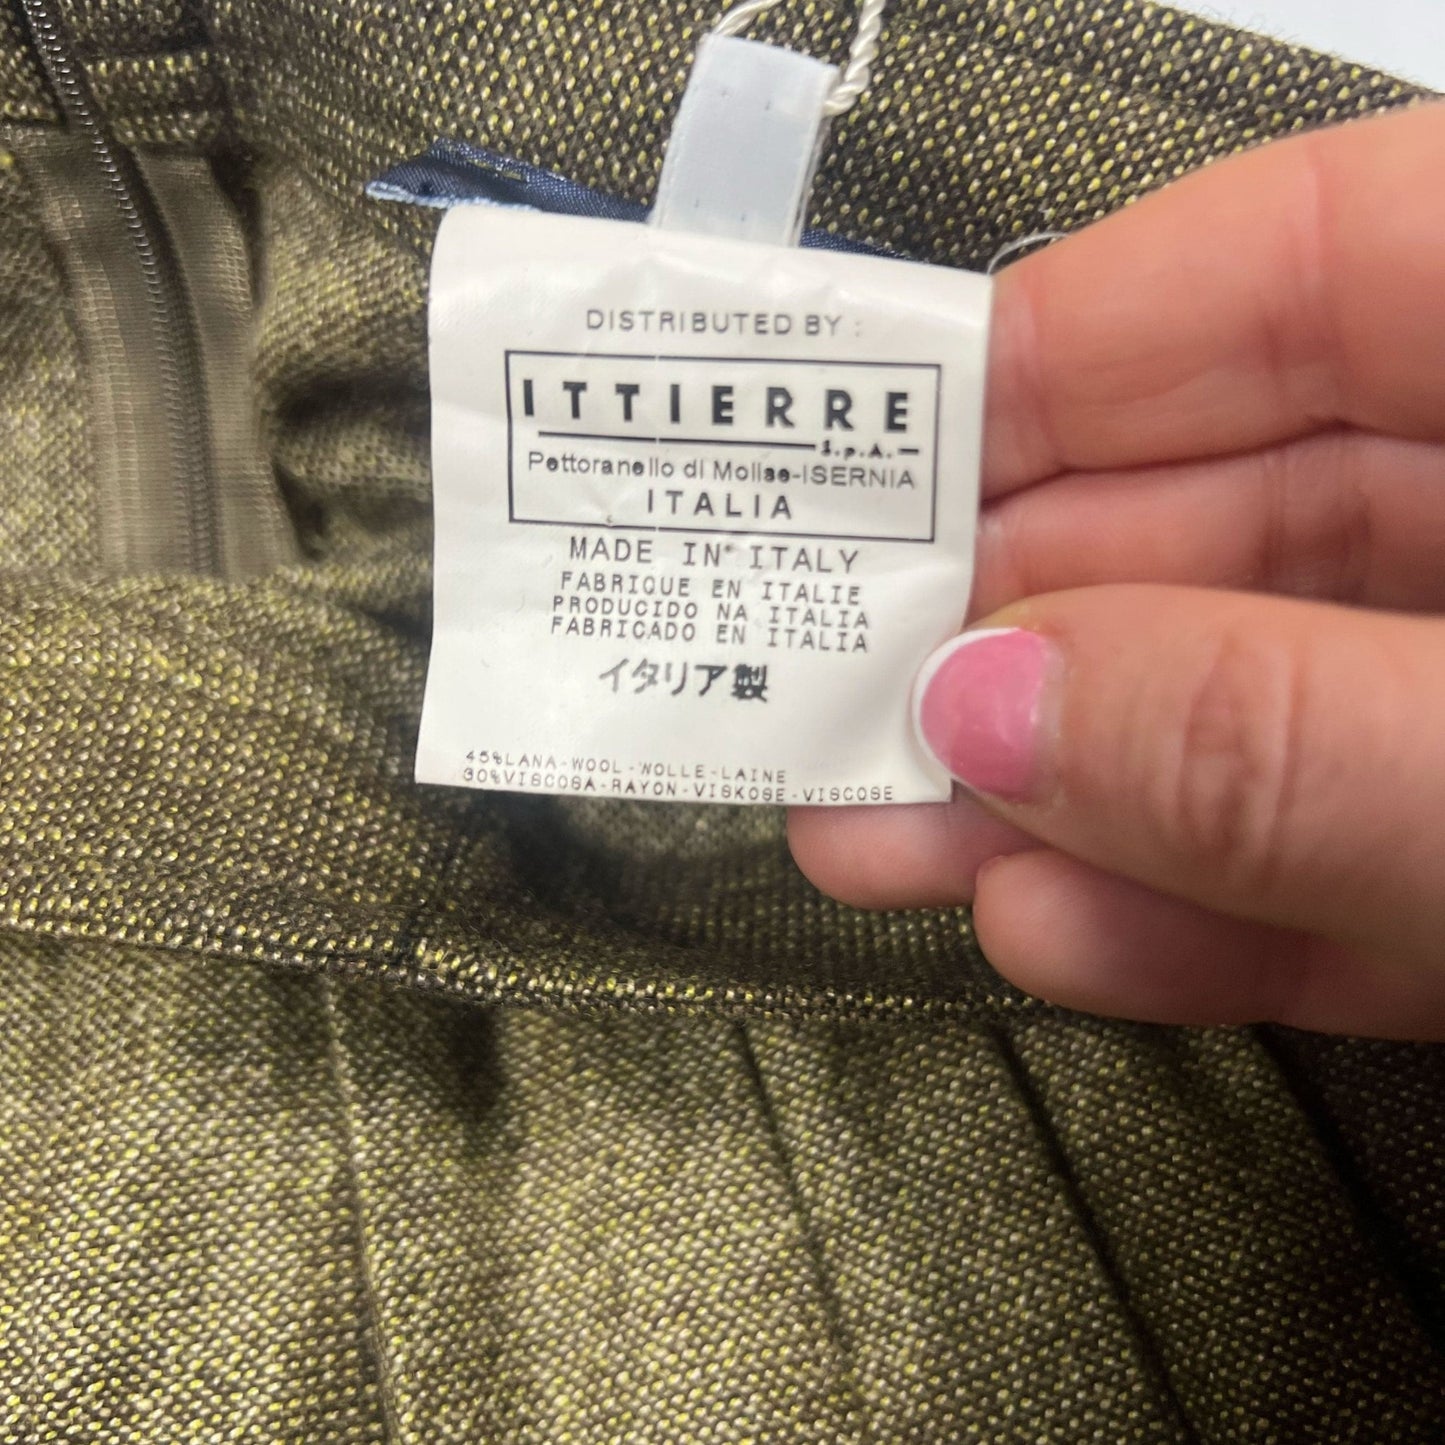 DISTRIBUTED BY :
ITTIERRE
S.p.A.
Pettoranello di Molise-ISERNIA
ITALIA
MADE IN ITALY
FABRIQUE EN ITALIE
PRODUCIDO NA ITALIA
FABRICADO EN ITALIA
イタリア製
45%LANA-WOOL-WOLLE-LAINE
30%VISCOSA-RAYON-VISKOSE-VISCOSE